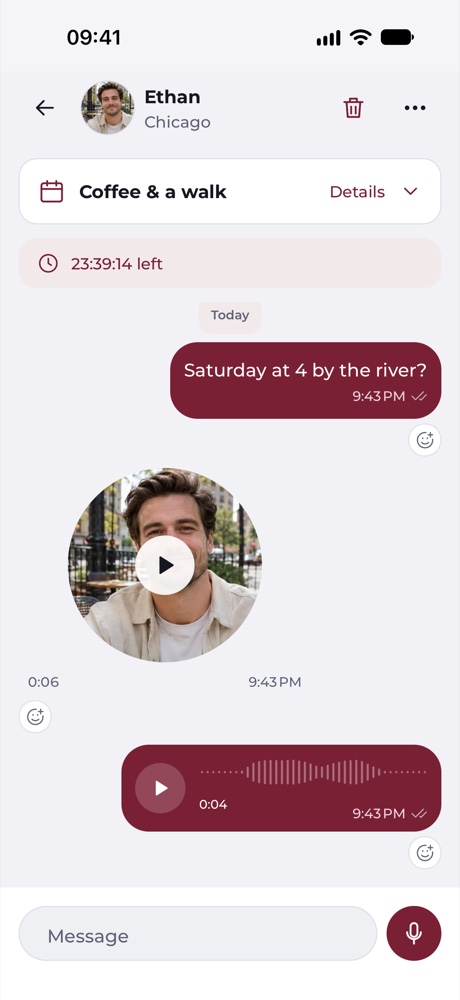 09:41
Ethan
Chicago
Coffee & a walk
Details
23:39:14 left
Today
Saturday at 4 by the river?
9:43 PM
0:06
9:43 PM
0:04
9:43 PM
Message